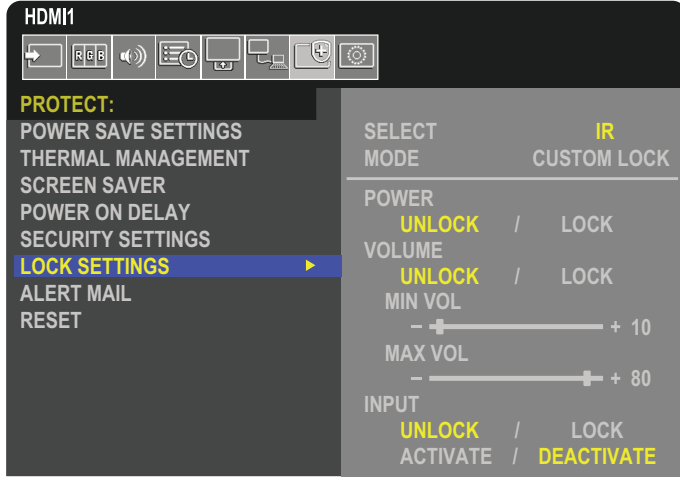 HDMI1
RGB
PROTECT:
POWER SAVE SETTINGS
THERMAL MANAGEMENT
SCREEN SAVER
POWER ON DELAY
SECURITY SETTINGS
LOCK SETTINGS
ALERT MAIL
RESET
SELECT IR
MODE CUSTOM LOCK
POWER
UNLOCK / LOCK
VOLUME
UNLOCK / LOCK
MIN VOL
− + 10
MAX VOL
− + 80
INPUT
UNLOCK / LOCK
ACTIVATE / DEACTIVATE